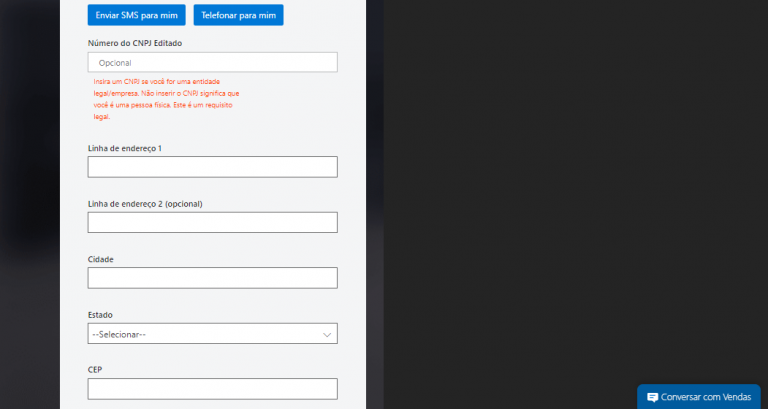 Enviar SMS para mim
Telefonar para mim
Número do CNPJ Editado
Opcional
Insira um CNPJ se você for uma entidade
legal/empresa. Não inserir o CNPJ significa que
você é uma pessoa física. Este é um requisito
legal.
Linha de endereço 1
Linha de endereço 2 (opcional)
Cidade
Estado
--Selecionar--
CEP
Conversar com Vendas